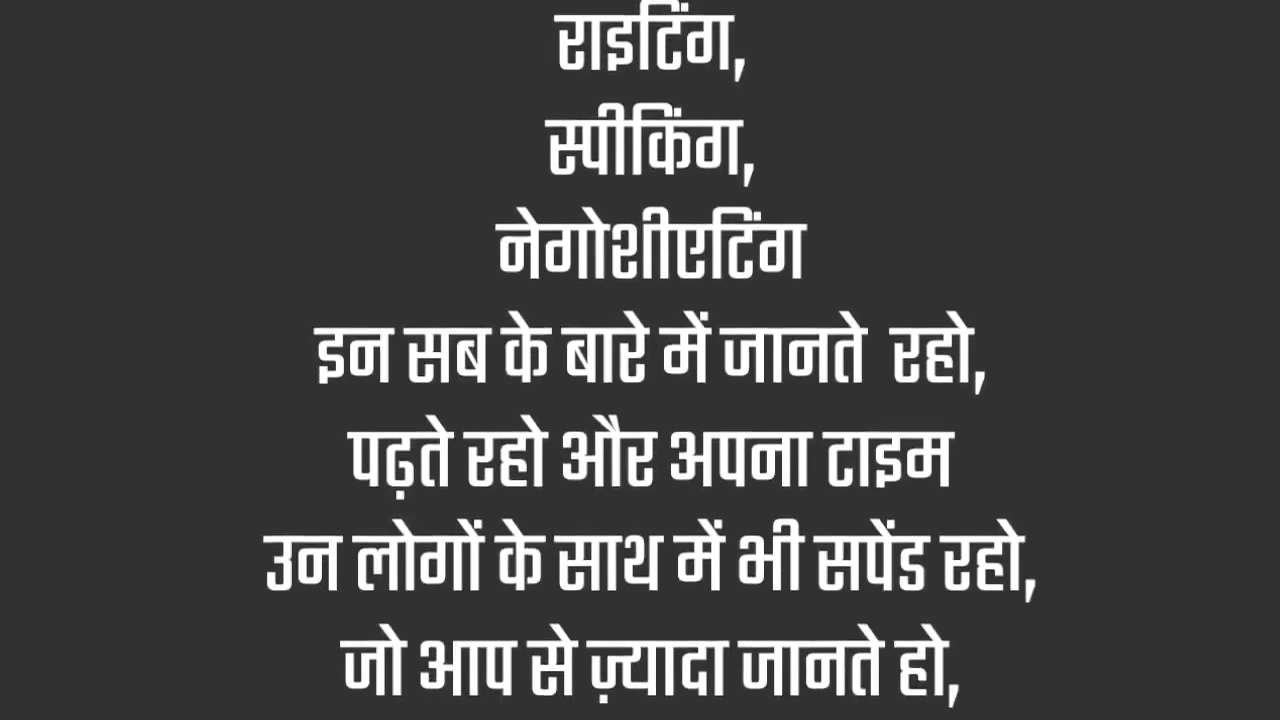 राइटिंग,
स्पीकिंग,
नेगोशीएटिंग
इन सब के बारे में जानते रहो,
पढ़ते रहो और अपना टाइम
उन लोगों के साथ में भी सपेंड रहो,
जो आप से ज़्यादा जानते हो,